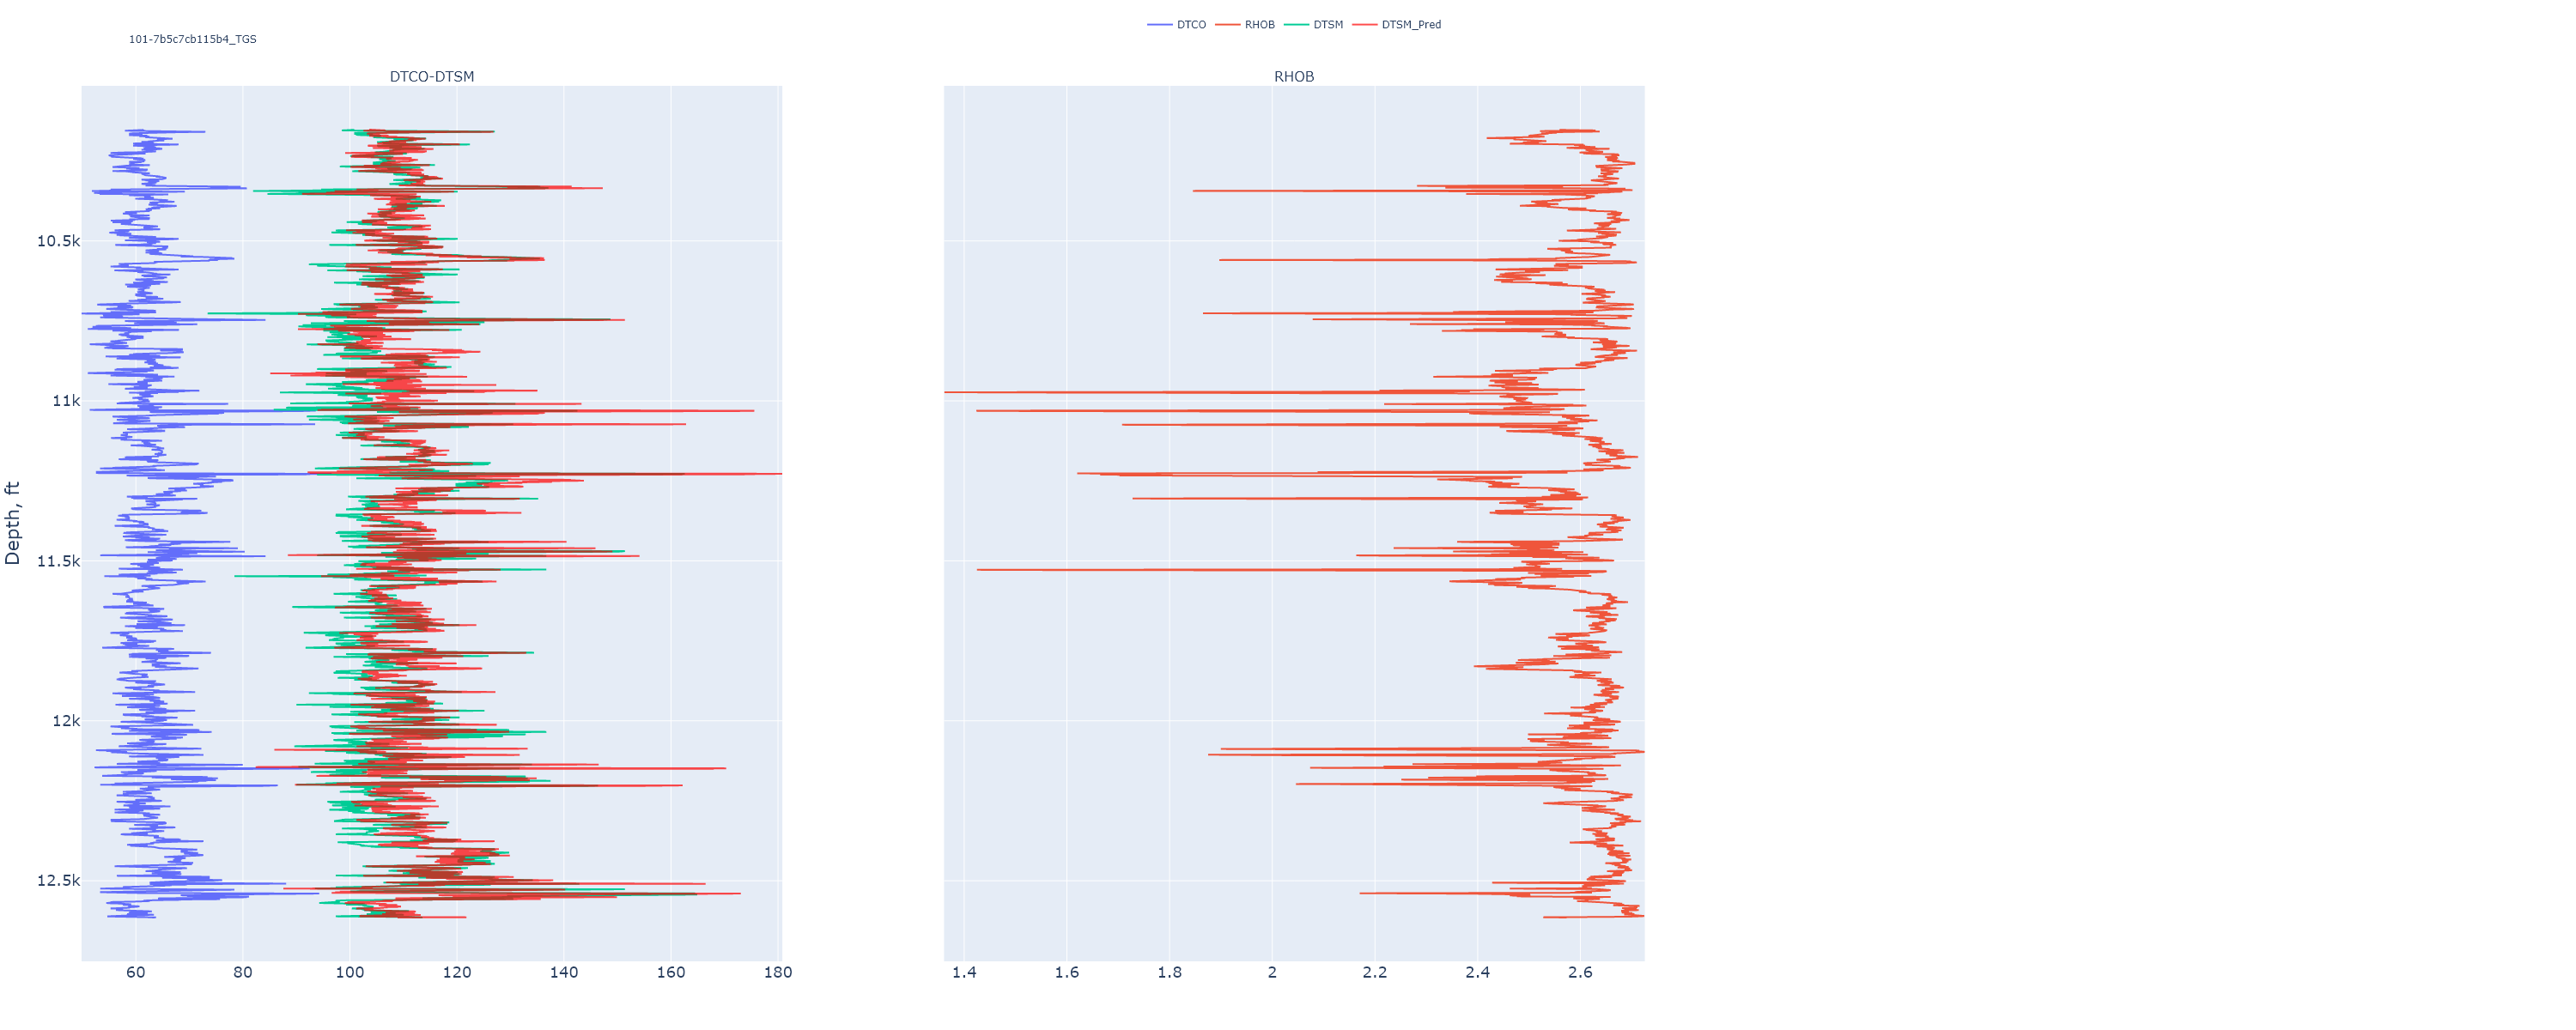 DTCO RHOB DTSM DTSM_Pred
101-7b5c7cb115b4_TGS
DTCO-DTSM
RHOB
Depth, ft
10.5k
11k
11.5k
12k
12.5k
60 80 100 120 140 160 180
1.4 1.6 1.8 2 2.2 2.4 2.6